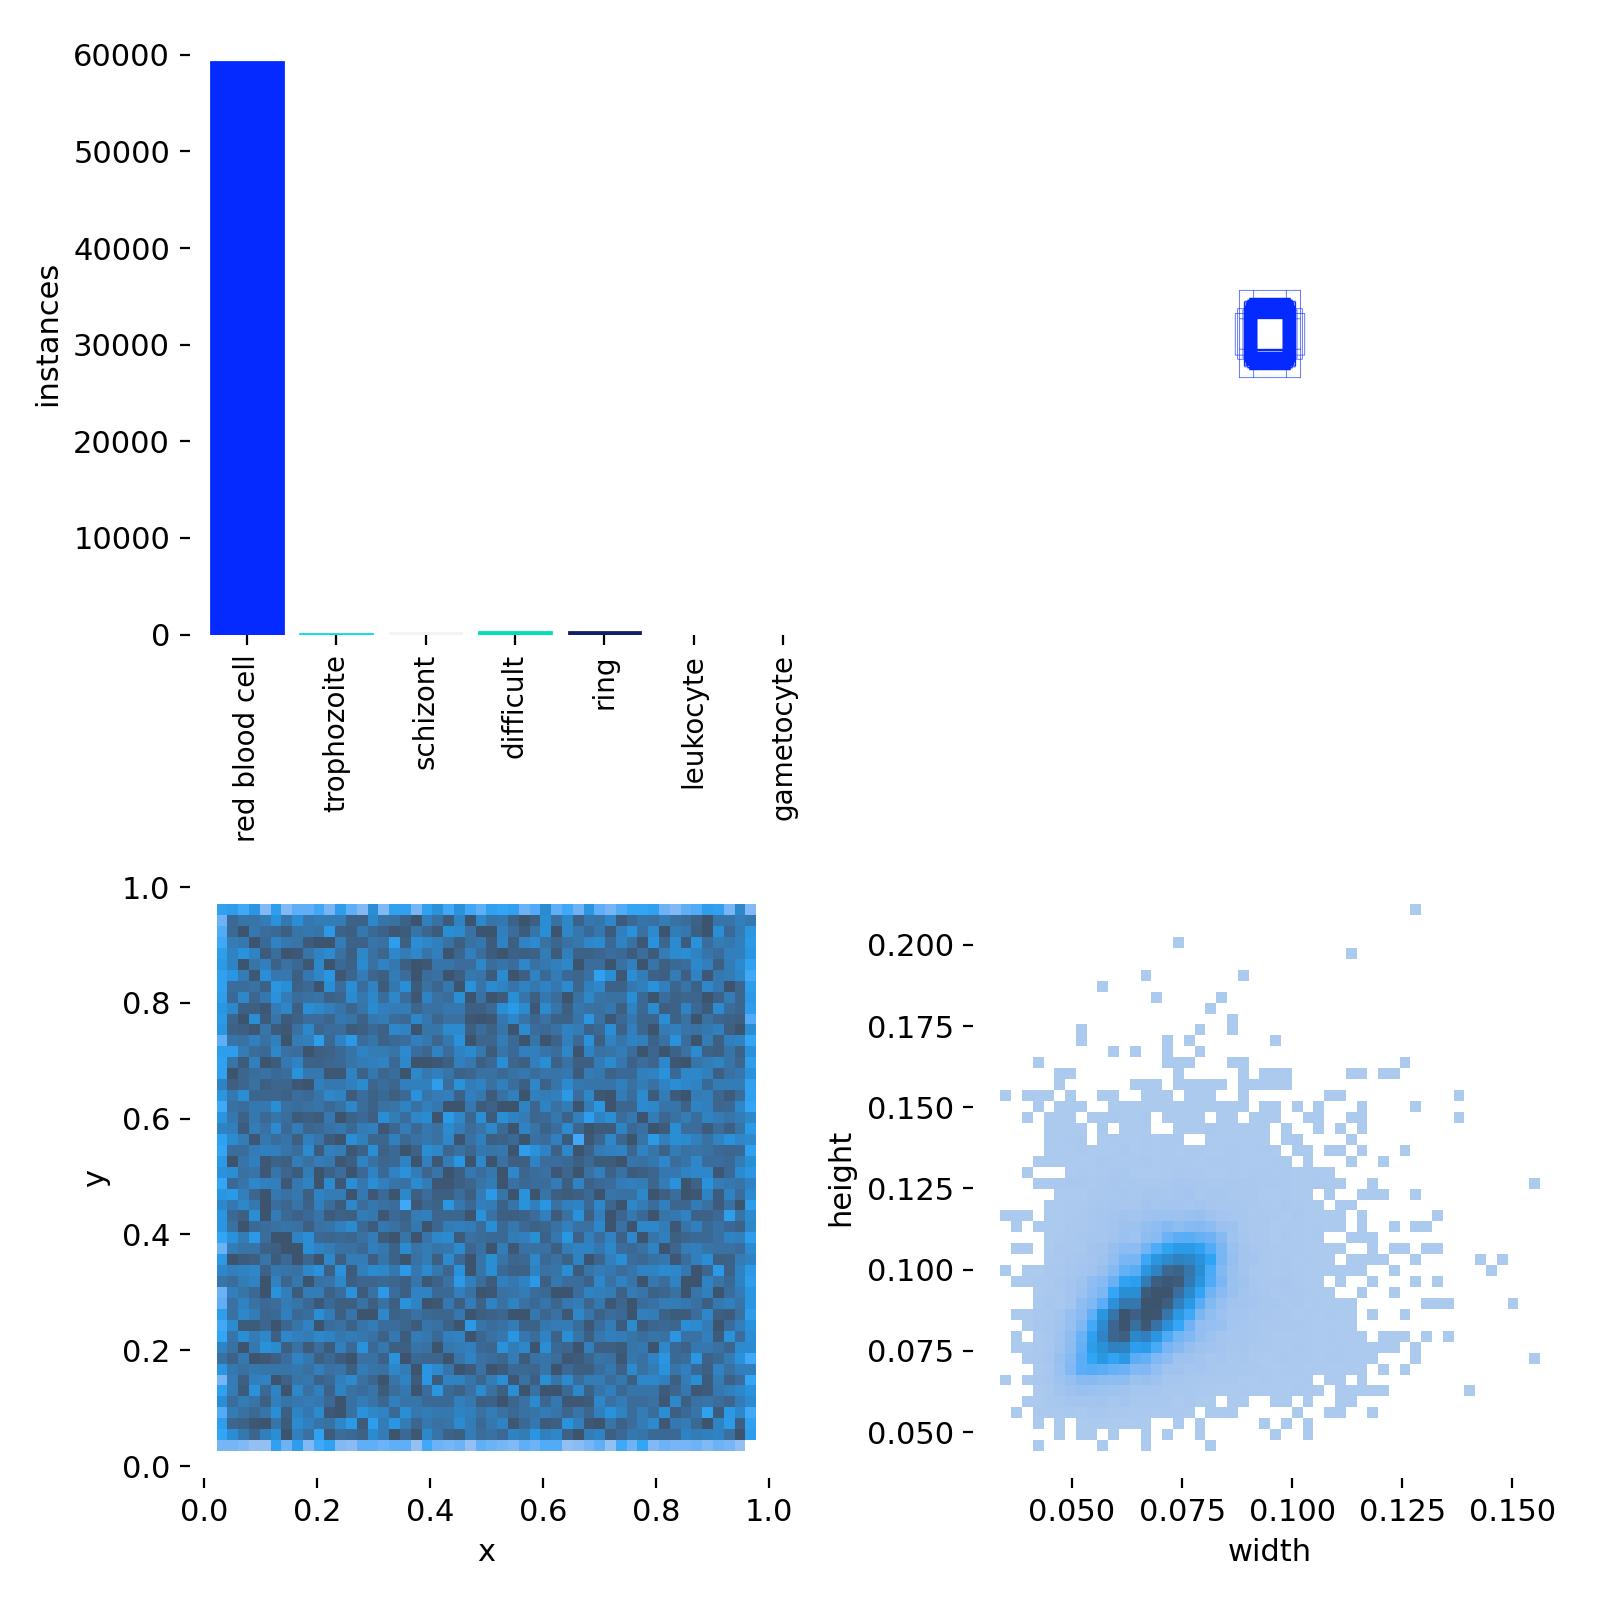 60000
50000
40000
30000
20000
10000
0
instances
red blood cell
trophozoite
schizont
difficult
ring
leukocyte
gametocyte
1.0
0.8
0.6
0.4
0.2
0.0
y
0.0 0.2 0.4 0.6 0.8 1.0
x
0.200
0.175
0.150
0.125
0.100
0.075
0.050
height
0.050 0.075 0.100 0.125 0.150
width